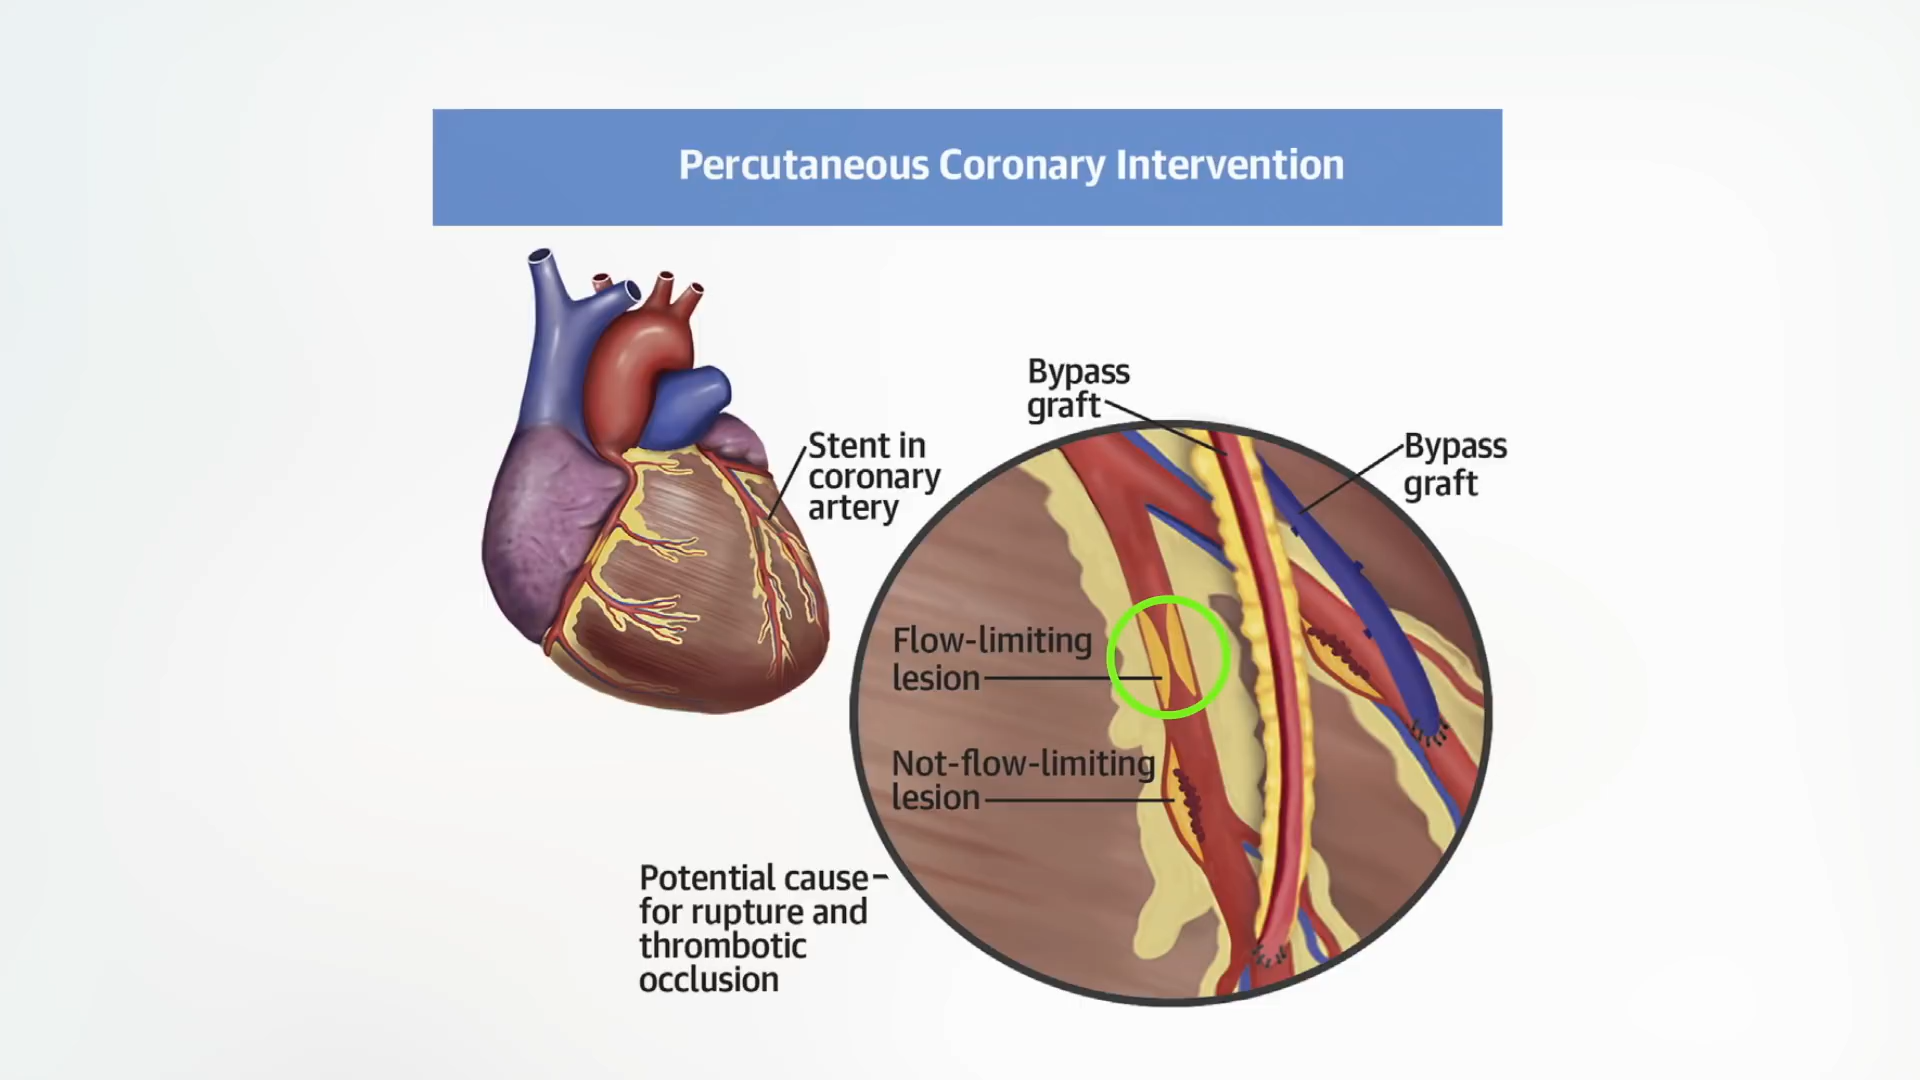 Percutaneous Coronary Intervention
Stent in
coronary
artery
Bypass
graft
Bypass
graft
Flow-limiting
lesion
Not-flow-limiting
lesion
Potential cause
for rupture and
thrombotic
occlusion